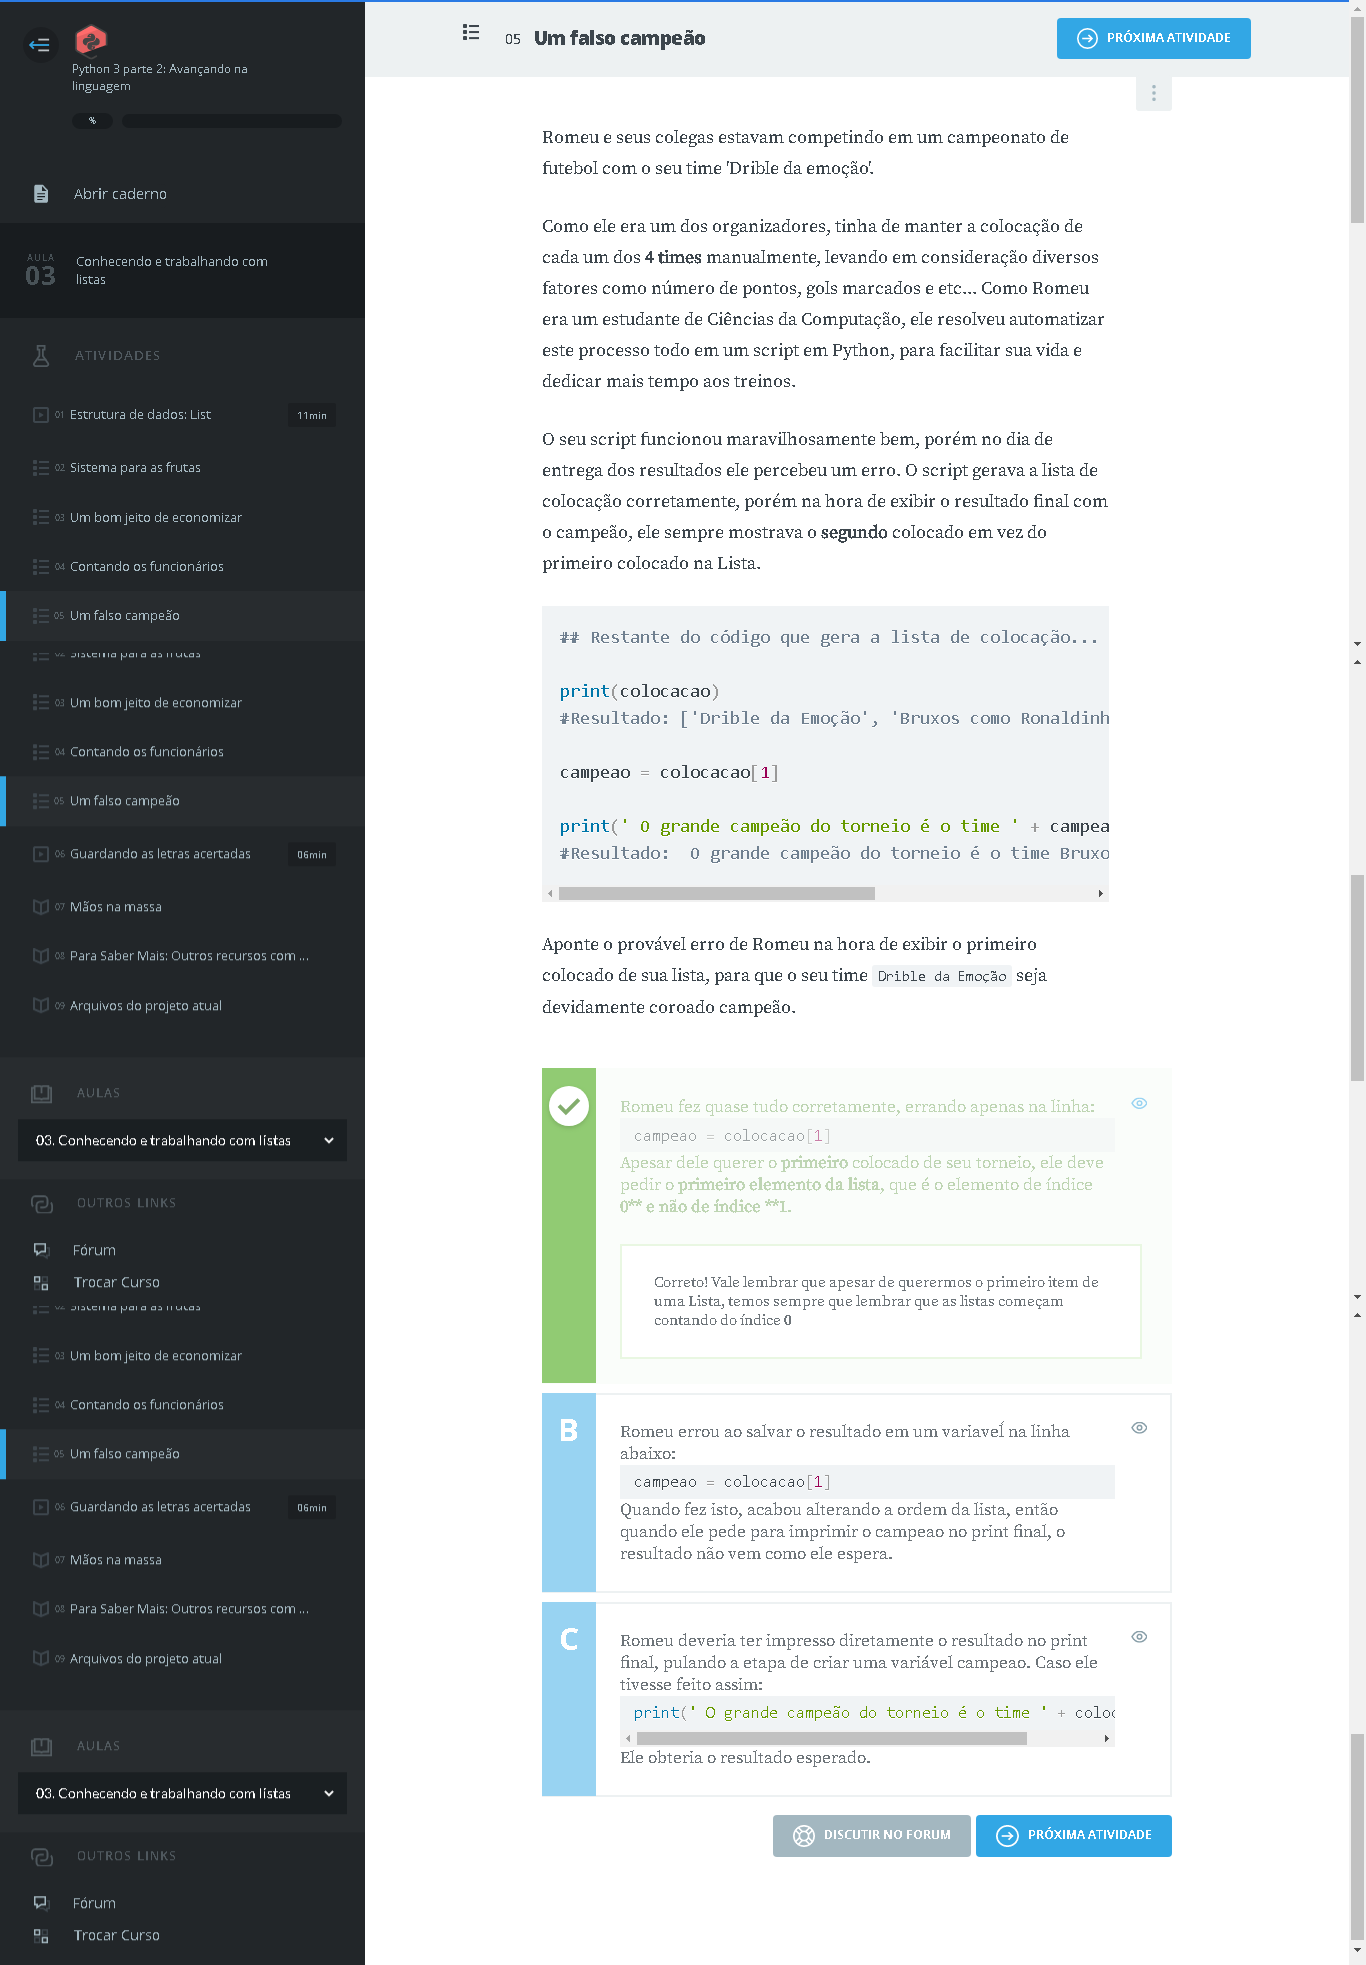 Python 3 parte 2: Avançando na
linguagem
%
Abrir caderno
AULA
03
Conhecendo e trabalhando com
listas
ATIVIDADES
01 Estrutura de dados: List 11min
02 Sistema para as frutas
03 Um bom jeito de economizar
04 Contando os funcionários
05 Um falso campeão
02 Sistema para as frutas
03 Um bom jeito de economizar
04 Contando os funcionários
05 Um falso campeão
06 Guardando as letras acertadas 06min
07 Mãos na massa
08 Para Saber Mais: Outros recursos com ...
09 Arquivos do projeto atual
AULAS
03. Conhecendo e trabalhando com listas
OUTROS LINKS
Fórum
Trocar Curso
02 Sistema para as frutas
03 Um bom jeito de economizar
04 Contando os funcionários
05 Um falso campeão
06 Guardando as letras acertadas 06min
07 Mãos na massa
08 Para Saber Mais: Outros recursos com ...
09 Arquivos do projeto atual
AULAS
03. Conhecendo e trabalhando com listas
OUTROS LINKS
Fórum
Trocar Curso
05 Um falso campeão
PRÓXIMA ATIVIDADE
Romeu e seus colegas estavam competindo em um campeonato de
futebol com o seu time 'Drible da emoção'.
Como ele era um dos organizadores, tinha de manter a colocação de
cada um dos 4 times manualmente, levando em consideração diversos
fatores como número de pontos, gols marcados e etc... Como Romeu
era um estudante de Ciências da Computação, ele resolveu automatizar
este processo todo em um script em Python, para facilitar sua vida e
dedicar mais tempo aos treinos.
O seu script funcionou maravilhosamente bem, porém no dia de
entrega dos resultados ele percebeu um erro. O script gerava a lista de
colocação corretamente, porém na hora de exibir o resultado final com
o campeão, ele sempre mostrava o segundo colocado em vez do
primeiro colocado na Lista.
## Restante do código que gera a lista de colocação...
print(colocacao)
#Resultado: ['Drible da Emoção', 'Bruxos como Ronaldinh
campeao = colocacao[1]
print(' O grande campeão do torneio é o time ' + campea
#Resultado:  O grande campeão do torneio é o time Bruxo
Aponte o provável erro de Romeu na hora de exibir o primeiro
colocado de sua lista, para que o seu time Drible da Emoção seja
devidamente coroado campeão.
Romeu fez quase tudo corretamente, errando apenas na linha:
campeao = colocacao[1]
Apesar dele querer o primeiro colocado de seu torneio, ele deve
pedir o primeiro elemento da lista, que é o elemento de índice
0** e não de índice **1.
Correto! Vale lembrar que apesar de querermos o primeiro item de
uma Lista, temos sempre que lembrar que as listas começam
contando do índice 0
B
Romeu errou ao salvar o resultado em um variaveĺ na linha
abaixo:
campeao = colocacao[1]
Quando fez isto, acabou alterando a ordem da lista, então
quando ele pede para imprimir o campeao no print final, o
resultado não vem como ele espera.
C
Romeu deveria ter impresso diretamente o resultado no print
final, pulando a etapa de criar uma variável campeao. Caso ele
tivesse feito assim:
print(' O grande campeão do torneio é o time ' + coloc
Ele obteria o resultado esperado.
DISCUTIR NO FORUM
PRÓXIMA ATIVIDADE